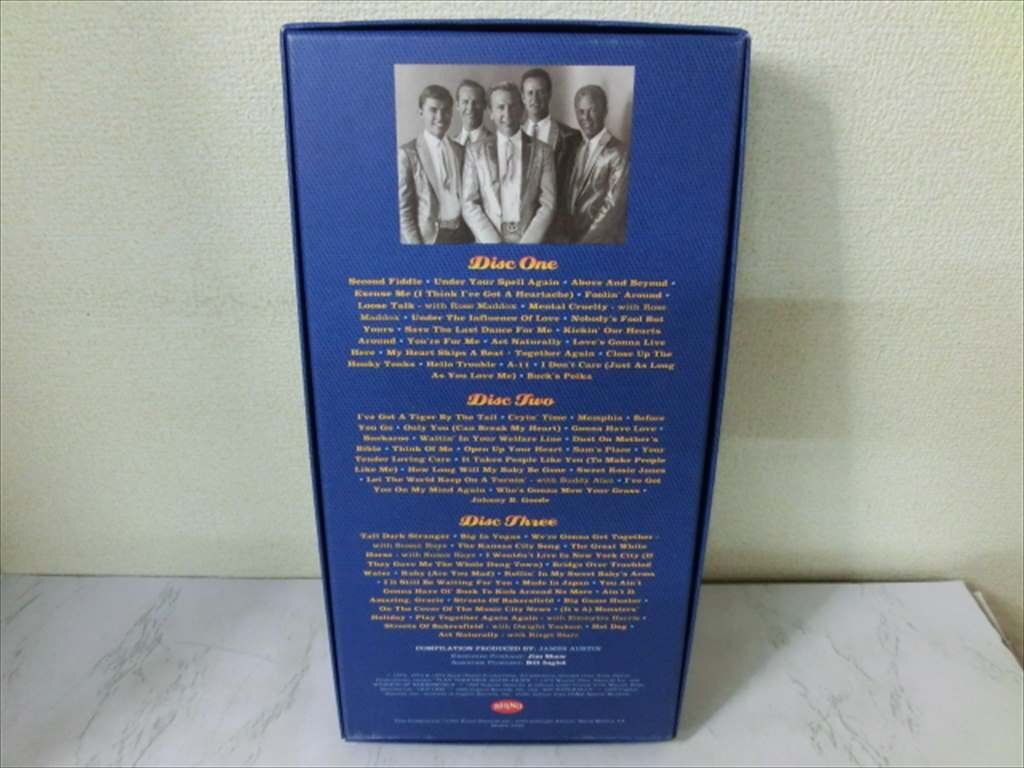 Disc One
Second Fiddle • Under Your Spell Again • Above And Beyond •
Excuse Me (I Think I've Got A Heartache) • Foolin' Around •
Loose Talk - with Rose Maddox • Mental Cruelty - with Rose
Maddox • Under The Influence Of Love • Nobody's Fool But
Yours • Save The Last Dance For Me • Kickin' Our Hearts
Around • You're For Me • Act Naturally • Love's Gonna Live
Here • My Heart Skips A Beat • Together Again • Close Up The
Honky Tonks • Hello Trouble • A-11 • I Don't Care (Just As Long
As You Love Me) • Buck's Polka
Disc Two
I've Got A Tiger By The Tail • Cryin' Time • Memphis • Before
You Go • Only You (Can Break My Heart) • Gonna Have Love •
Buckaroo • Waitin' In Your Welfare Line • Dust On Mother's
Bible • Think Of Me • Open Up Your Heart • Sam's Place • Your
Tender Loving Care • It Takes People Like You (To Make People
Like Me) • How Long Will My Baby Be Gone • Sweet Rosie Jones
• Let The World Keep On A Turnin' - with Buddy Alan • I've Got
You On My Mind Again • Who's Gonna Mow Your Grass •
Johnny B. Goode
Disc Three
Tall Dark Stranger • Big In Vegas • We're Gonna Get Together -
with Susan Raye • The Kansas City Song • The Great White
Horse - with Susan Raye • I Wouldn't Live In New York City (If
They Gave Me The Whole Dang Town) • Bridge Over Troubled
Water • Ruby (Are You Mad) • Rollin' In My Sweet Baby's Arms
• I'll Still Be Waiting For You • Made In Japan • You Ain't
Gonna Have Ol' Buck To Kick Around No More • Ain't It
Amazing, Gracie • Streets Of Bakersfield • Big Game Hunter •
On The Cover Of The Music City News • (It's A) Monsters'
Holiday • Play Together Again Again - with Emmylou Harris •
Streets Of Bakersfield - with Dwight Yoakam • Hot Dog •
Act Naturally - with Ringo Starr
COMPILATION PRODUCED BY: JAMES AUSTIN
Jim Shaw
Bill Inglot
RHINO